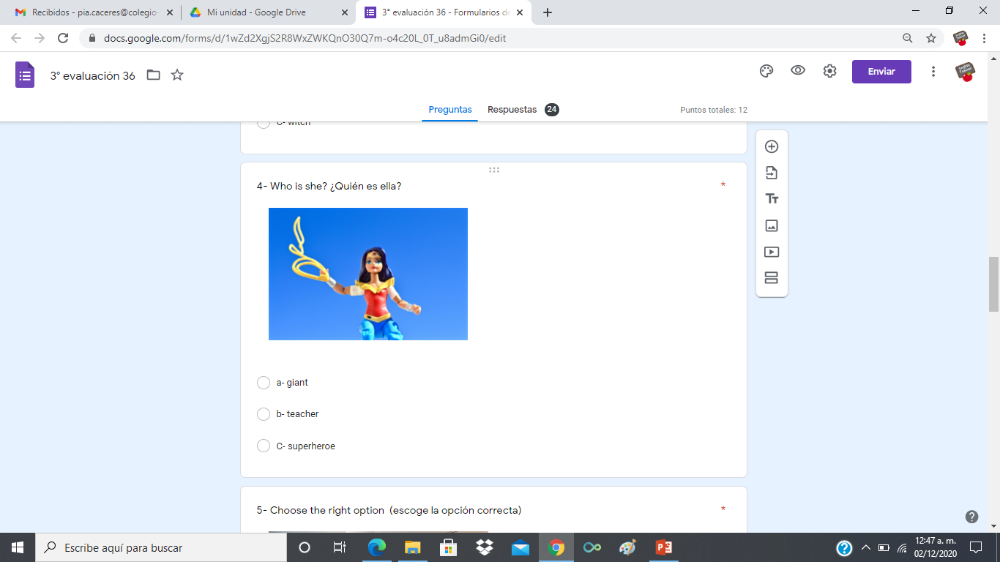 Recibidos - pia.caceres@colegio-
Mi unidad - Google Drive
3° evaluación 36 - Formularios de
docs.google.com/forms/d/1wZd2XgjS2R8WxZWKQnO30Q7m-o4c20L_0T_u8admGi0/edit
3° evaluación 36
Enviar
Preguntas
Respuestas 24
Puntos totales: 12
C- witch
4- Who is she? ¿Quién es ella? *
a- giant
b- teacher
C- superheroe
5- Choose the right option (escoge la opción correcta) *
Escribe aquí para buscar
12:47 a. m.
02/12/2020